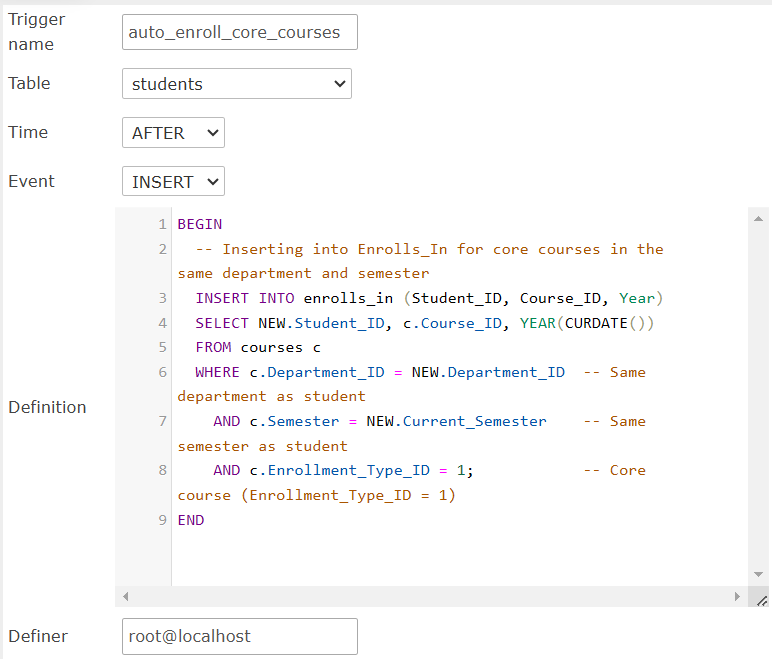 Trigger
name
auto_enroll_core_courses
Table
students
Time
AFTER
Event
INSERT
Definition
1 BEGIN
2   -- Inserting into Enrolls_In for core courses in the
same department and semester
3   INSERT INTO enrolls_in (Student_ID, Course_ID, Year)
4   SELECT NEW.Student_ID, c.Course_ID, YEAR(CURDATE())
5   FROM courses c
6   WHERE c.Department_ID = NEW.Department_ID  -- Same
department as student
7     AND c.Semester = NEW.Current_Semester    -- Same
semester as student
8     AND c.Enrollment_Type_ID = 1;            -- Core
course (Enrollment_Type_ID = 1)
9 END
Definer
root@localhost